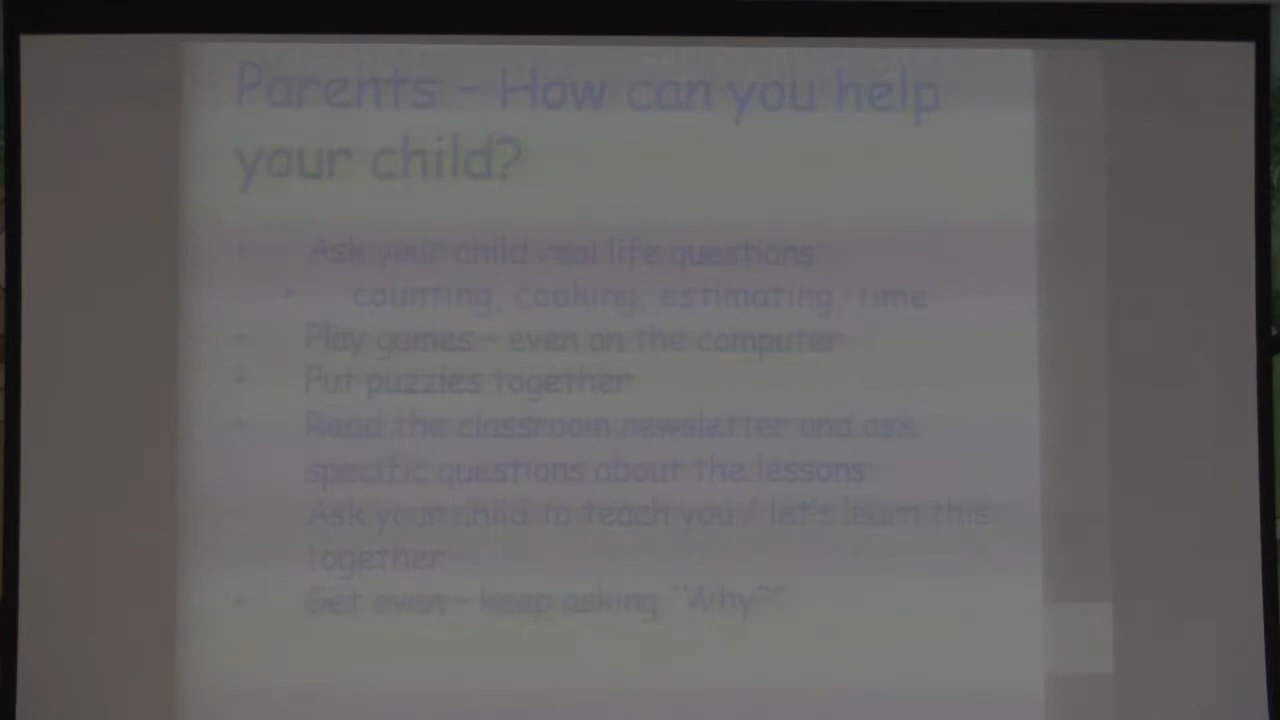 Parents – How can you help
your child?
• Ask your child real life questions
• counting cooking estimating time
• Play games – even on the computer
• Put puzzles together
• Read the classroom newsletter and ask
specific questions about the lessons
Ask your child to teach you / let's learn this
together
• Get even – keep asking "Why?"